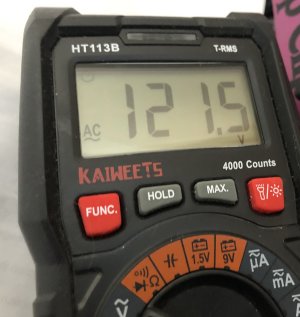 HT113B T-RMS
AC 121.5 V
KAIWEETS 4000 Counts
FUNC. HOLD MAX.
1.5V 9V
Ω
μA
mA
A
V